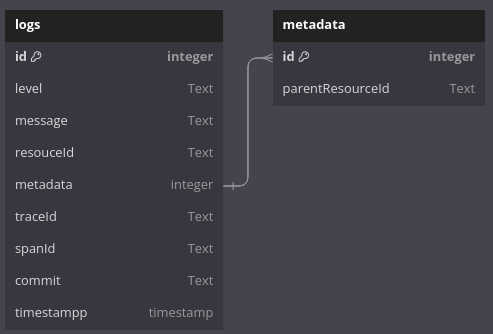 logs
id integer
level Text
message Text
resouceId Text
metadata integer
traceId Text
spanId Text
commit Text
timestampp timestamp
metadata
id integer
parentResourceId Text